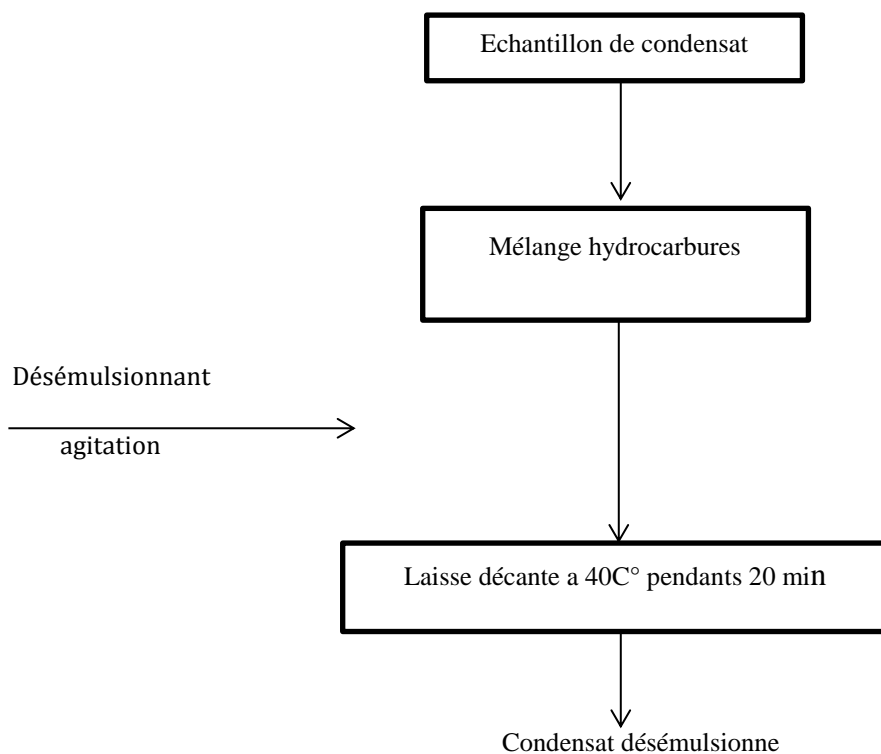 Echantillon de condensat
Mélange hydrocarbures
Désémulsionnant
agitation
Laisse décante a 40C° pendants 20 min
Condensat désémulsionne